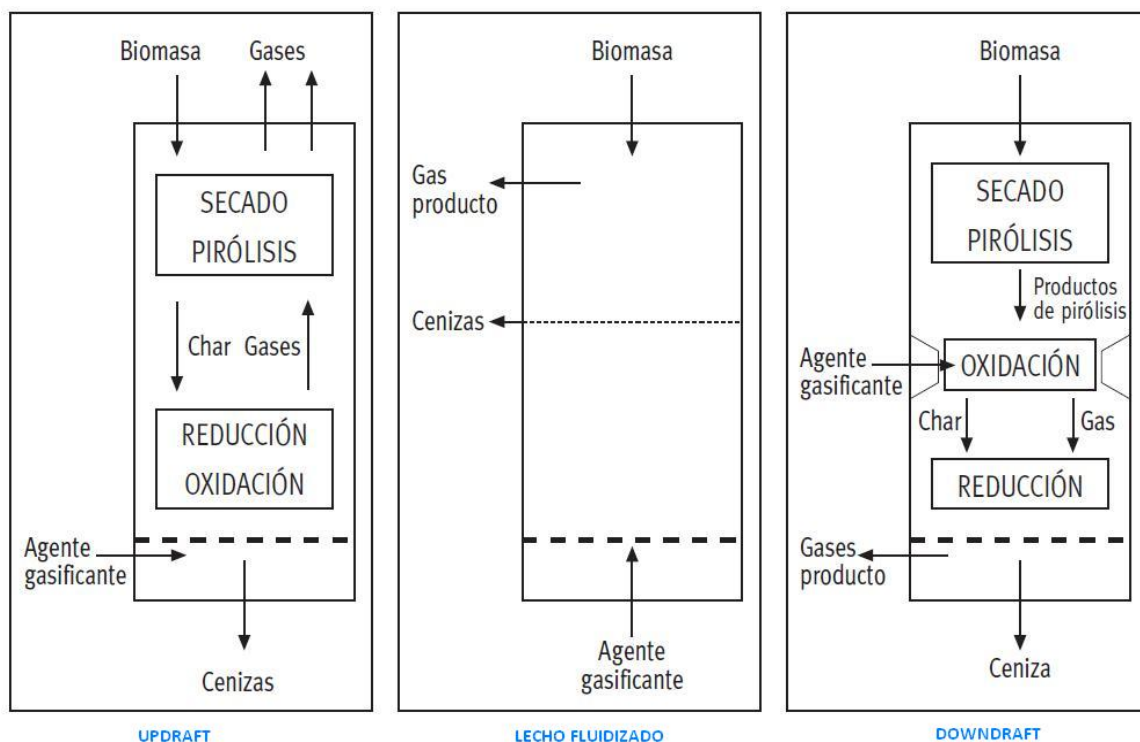 Biomasa
Gases
SECADO
PIRÓLISIS
Char
Gases
REDUCCIÓN
OXIDACIÓN
Agente
gasificante
Cenizas
UPDRAFT
Biomasa
Gas
producto
Cenizas
Agente
gasificante
LECHO FLUIDIZADO
Biomasa
SECADO
PIRÓLISIS
Productos
de pirólisis
Agente
gasificante
OXIDACIÓN
Char
Gas
REDUCCIÓN
Gases
producto
Ceniza
DOWNDRAFT